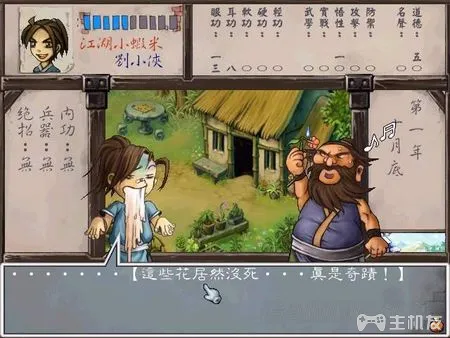 江湖小蝦米
小俠
道德：五
名聲：〇
防禦：〇
攻擊：〇
悟性：一
實戰：〇
武學：〇
輕功：〇
硬功：〇
軟功：〇
耳功：八
眼功：一三
內功：無
兵器：無
絕招：無
第一年
月底
・・・・・・【這些花居然沒死・・・真是奇蹟！】
主机友